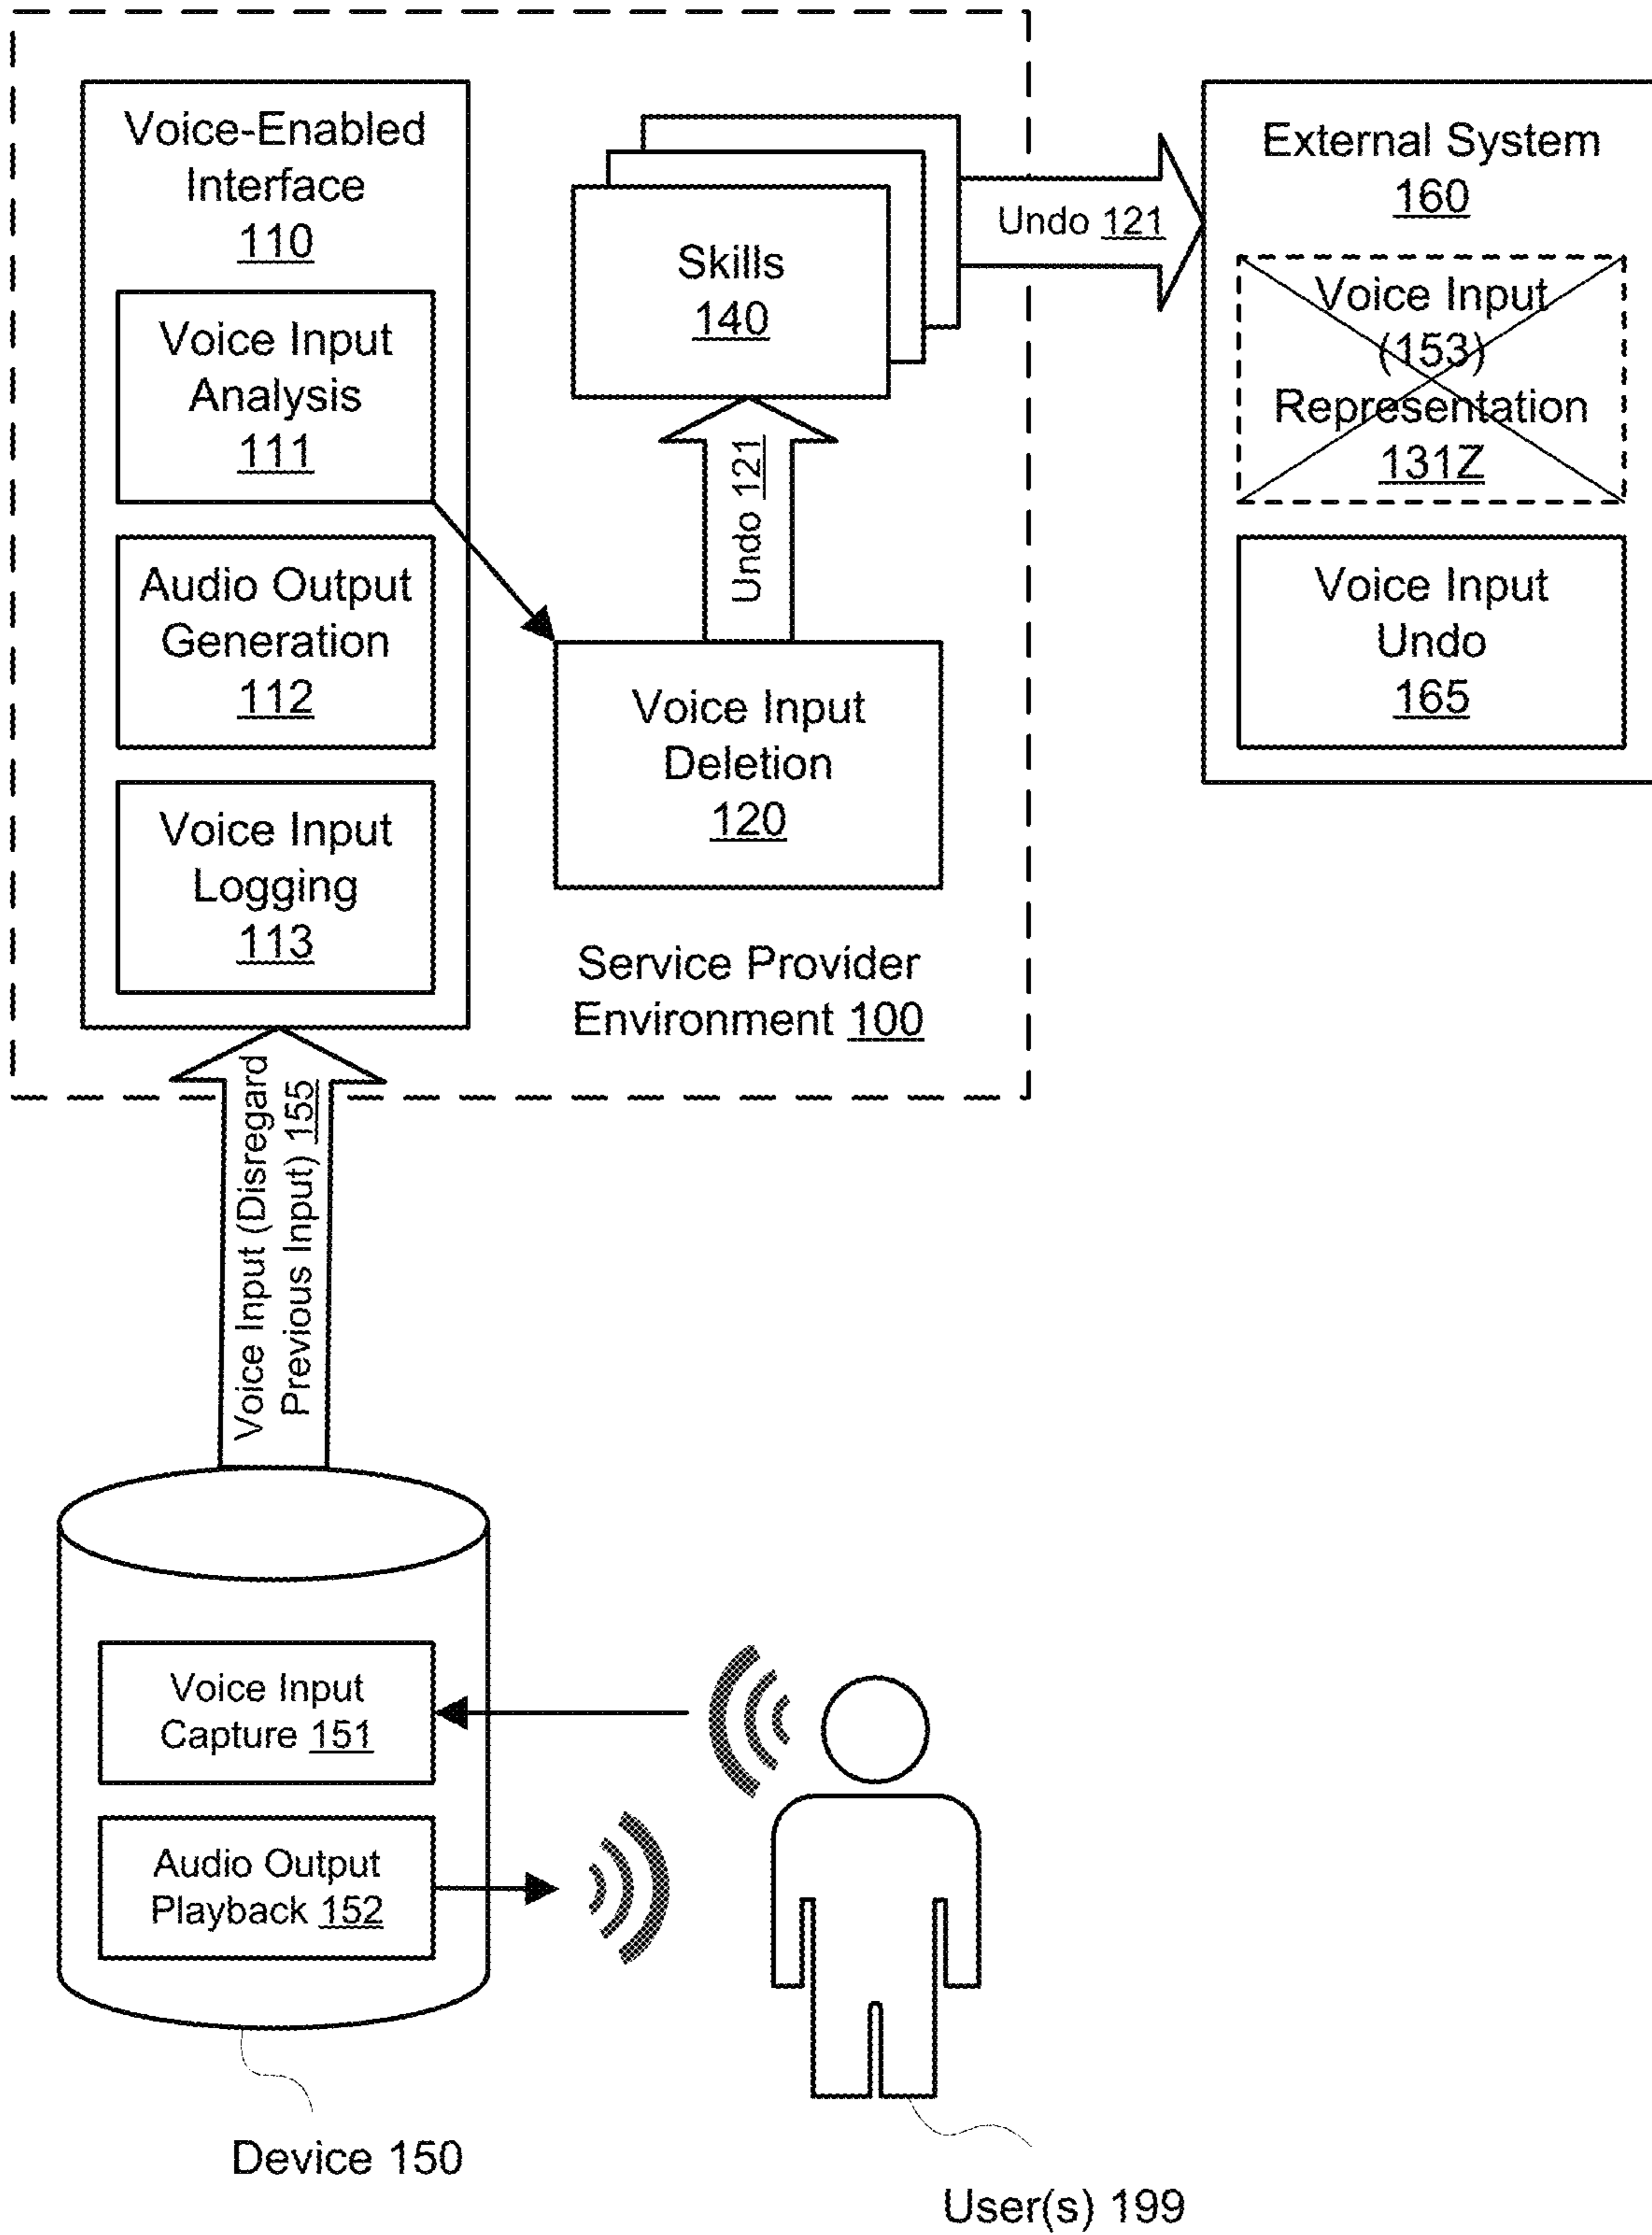 Voice-Enabled
Interface
110
Voice Input
Analysis
111
Audio Output
Generation
112
Voice Input
Logging
113
Skills
140
Undo 121
Undo 121
Voice Input
Deletion
120
Service Provider
Environment 100
External System
160
Voice Input
(153)
Representation
131Z
Voice Input
Undo
165
Voice Input (Disregard
Previous Input) 155
Voice Input
Capture 151
Audio Output
Playback 152
Device 150
User(s) 199